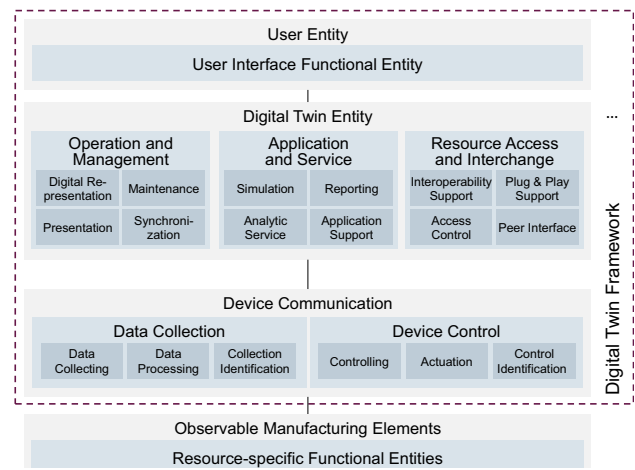 User Entity
User Interface Functional Entity
Digital Twin Entity
...
Operation and
Management
Digital Re-
presentation
Maintenance
Presentation
Synchroni-
zation
Application
and Service
Simulation
Reporting
Analytic
Service
Application
Support
Resource Access
and Interchange
Interoperability
Support
Plug & Play
Support
Access
Control
Peer Interface
Device Communication
Data Collection
Data
Collecting
Data
Processing
Collection
Identification
Device Control
Controlling
Actuation
Control
Identification
Digital Twin Framework
Observable Manufacturing Elements
Resource-specific Functional Entities